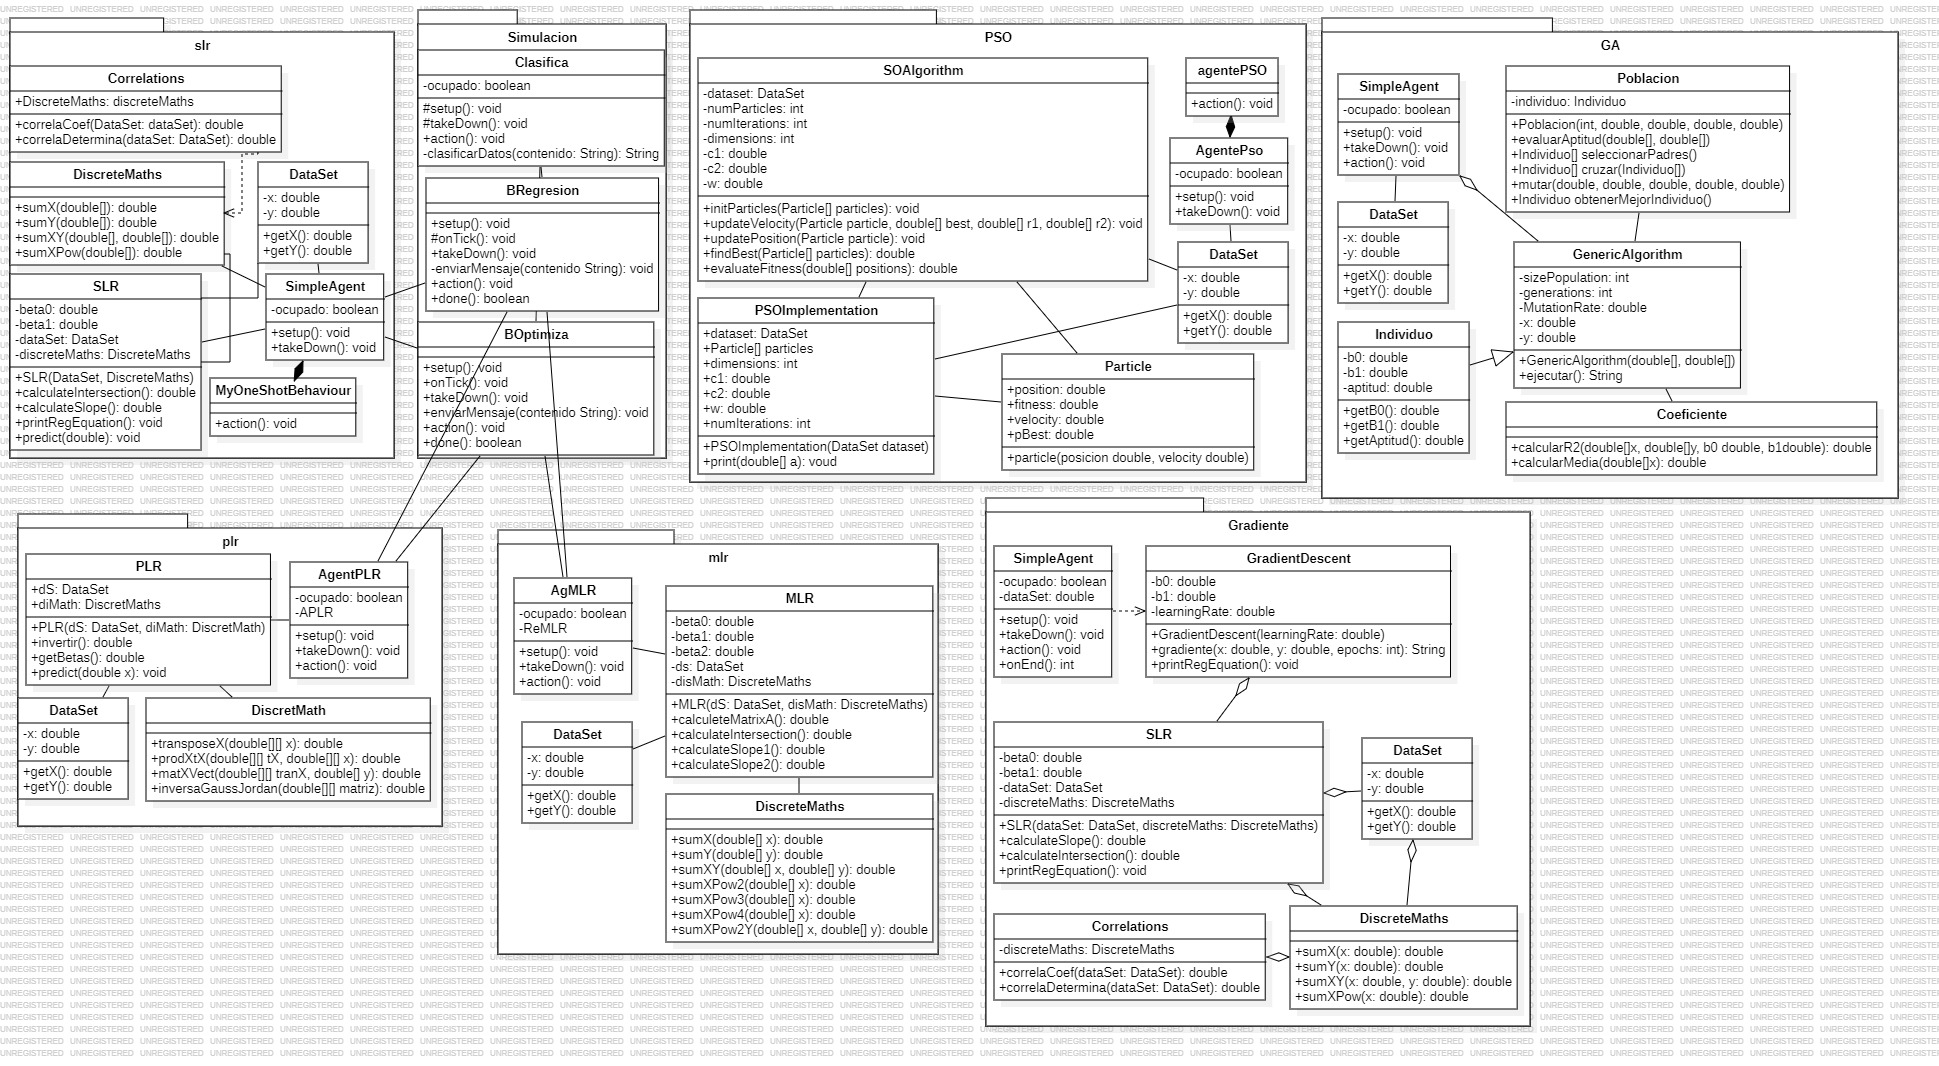 slr
Correlations
+DiscreteMaths: discreteMaths
+correlaCoef(DataSet: dataSet): double
+correlaDetermina(dataSet: DataSet): double
DiscreteMaths
+sumX(double[]): double
+sumY(double[]): double
+sumXY(double[], double[]): double
+sumXPow(double[]): double
DataSet
-x: double
-y: double
+getX(): double
+getY(): double
SLR
-beta0: double
-beta1: double
-dataSet: DataSet
-discreteMaths: DiscreteMaths
+SLR(DataSet, DiscreteMaths)
+calculateIntersection(): double
+calculateSlope(): double
+printRegEquation(): void
+predict(double): void
SimpleAgent
-ocupado: boolean
+setup(): void
+takeDown(): void
MyOneShotBehaviour
+action(): void
Simulacion
Clasifica
-ocupado: boolean
#setup(): void
#takeDown(): void
+action(): void
-clasificarDatos(contenido: String): String
BRegresion
+setup(): void
#onTick(): void
+takeDown(): void
-enviarMensaje(contenido String): void
+action(): void
+done(): boolean
BOptimiza
+setup(): void
+onTick(): void
+takeDown(): void
+enviarMensaje(contenido String): void
+action(): void
+done(): boolean
PSO
SOAlgorithm
-dataset: DataSet
-numParticles: int
-numIterations: int
-dimensions: int
-c1: double
-c2: double
-w: double
+initParticles(Particle[] particles): void
+updateVelocity(Particle particle, double[] best, double[] r1, double[] r2): void
+updatePosition(Particle particle): void
+findBest(Particle[] particles): double
+evaluateFitness(double[] positions): double
agentePSO
+action(): void
AgentePso
-ocupado: boolean
+setup(): void
+takeDown(): void
DataSet
-x: double
-y: double
+getX(): double
+getY(): double
PSOImplementation
+dataset: DataSet
+Particle[] particles
+dimensions: int
+c1: double
+c2: double
+w: double
+numIterations: int
+PSOImplementation(DataSet dataset)
+print(double[] a): voud
Particle
+position: double
+fitness: double
+velocity: double
+pBest: double
+particle(posicion double, velocity double)
GA
SimpleAgent
-ocupado: boolean
+setup(): void
+takeDown(): void
+action(): void
Poblacion
-individuo: Individuo
+Poblacion(int, double, double, double, double)
+evaluarAptitud(double[], double[])
+Individuo[] seleccionarPadres()
+Individuo[] cruzar(Individuo[])
+mutar(double, double, double, double, double)
+Individuo obtenerMejorIndividuo()
DataSet
-x: double
-y: double
+getX(): double
+getY(): double
GenericAlgorithm
-sizePopulation: int
-generations: int
-MutationRate: double
-x: double
-y: double
+GenericAlgorithm(double[], double[])
+ejecutar(): String
Individuo
-b0: double
-b1: double
-aptitud: double
+getB0(): double
+getB1(): double
+getAptitud(): double
Coeficiente
+calcularR2(double[]x, double[]y, b0 double, b1double): double
+calcularMedia(double[]x): double
plr
PLR
+dS: DataSet
+diMath: DiscretMaths
+PLR(dS: DataSet, diMath: DiscretMath)
+invertir(): double
+getBetas(): double
+predict(double x): void
AgentPLR
-ocupado: boolean
-APLR
+setup(): void
+takeDown(): void
+action(): void
DataSet
-x: double
-y: double
+getX(): double
+getY(): double
DiscretMath
+transposeX(double[][] x): double
+prodXtX(double[][] tX, double[][] x): double
+matXVect(double[][] tranX, double[] y): double
+inversaGaussJordan(double[][] matriz): double
mlr
AgMLR
-ocupado: boolean
-ReMLR
+setup(): void
+takeDown(): void
+action(): void
MLR
-beta0: double
-beta1: double
-beta2: double
-ds: DataSet
-disMath: DiscreteMaths
+MLR(dS: DataSet, disMath: DiscreteMaths)
+calculeteMatrixA(): double
+calculateIntersection(): double
+calculateSlope1(): double
+calculateSlope2(): double
DataSet
-x: double
-y: double
+getX(): double
+getY(): double
DiscreteMaths
+sumX(double[] x): double
+sumY(double[] y): double
+sumXY(double[] x, double[] y): double
+sumXPow2(double[] x): double
+sumXPow3(double[] x): double
+sumXPow4(double[] x): double
+sumXPow2Y(double[] x, double[] y): double
Gradiente
SimpleAgent
-ocupado: boolean
-dataSet: double
+setup(): void
+takeDown(): void
+action(): void
+onEnd(): int
GradientDescent
-b0: double
-b1: double
-learningRate: double
+GradientDescent(learningRate: double)
+gradiente(x: double, y: double, epochs: int): String
+printRegEquation(): void
SLR
-beta0: double
-beta1: double
-dataSet: DataSet
-discreteMaths: DiscreteMaths
+SLR(dataSet: DataSet, discreteMaths: DiscreteMaths)
+calculateSlope(): double
+calculateIntersection(): double
+printRegEquation(): void
DataSet
-x: double
-y: double
+getX(): double
+getY(): double
Correlations
-discreteMaths: DiscreteMaths
+correlaCoef(dataSet: DataSet): double
+correlaDetermina(dataSet: DataSet): double
DiscreteMaths
+sumX(x: double): double
+sumY(x: double): double
+sumXY(x: double, y: double): double
+sumXPow(x: double): double
UNREGISTERED